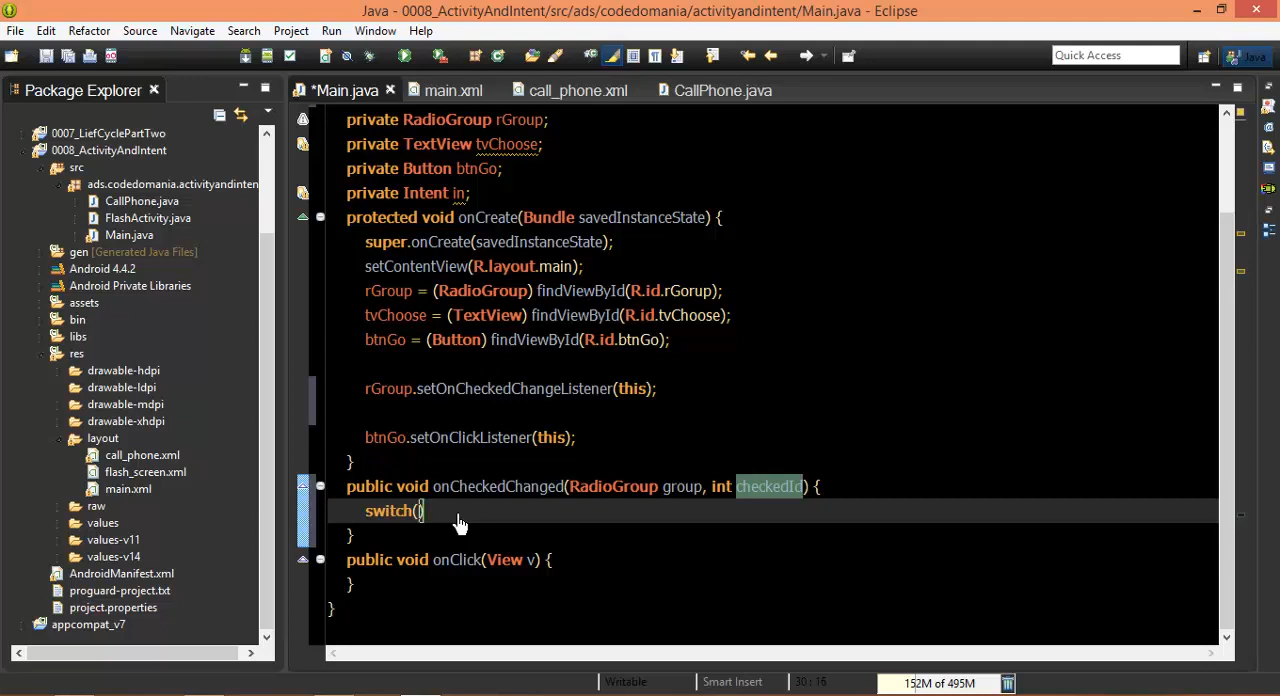 Java - 0008_ActivityAndIntent/src/ads/codedomania/activityandintent/Main.java - Eclipse
File Edit Refactor Source Navigate Search Project Run Window Help
Quick Access
Java
Package Explorer
*Main.java main.xml call_phone.xml CallPhone.java
0007_LiefCyclePartTwo
0008_ActivityAndIntent
src
ads.codedomania.activityandinten
CallPhone.java
FlashActivity.java
Main.java
gen [Generated Java Files]
Android 4.4.2
Android Private Libraries
assets
bin
libs
res
drawable-hdpi
drawable-ldpi
drawable-mdpi
drawable-xhdpi
layout
call_phone.xml
flash_screen.xml
main.xml
raw
values
values-v11
values-v14
AndroidManifest.xml
proguard-project.txt
project.properties
appcompat_v7
private RadioGroup rGroup;
private TextView tvChoose;
private Button btnGo;
private Intent in;
protected void onCreate(Bundle savedInstanceState) {
super.onCreate(savedInstanceState);
setContentView(R.layout.main);
rGroup = (RadioGroup) findViewById(R.id.rGorup);
tvChoose = (TextView) findViewById(R.id.tvChoose);
btnGo = (Button) findViewById(R.id.btnGo);
rGroup.setOnCheckedChangeListener(this);
btnGo.setOnClickListener(this);
}
public void onCheckedChanged(RadioGroup group, int checkedId) {
switch()
}
public void onClick(View v) {
}
}
Writable Smart Insert 30 : 16 152M of 495M